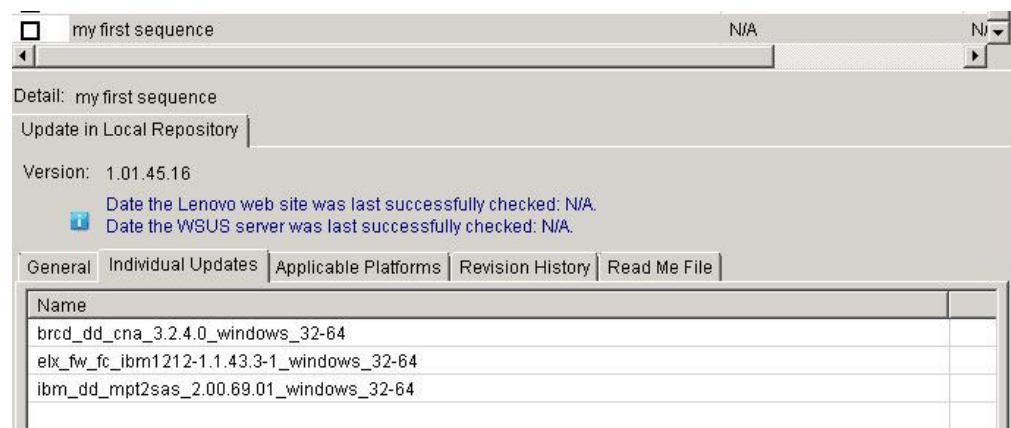 my first sequence N/A
Detail: my first sequence
Update in Local Repository
Version: 1.01.45.16
Date the Lenovo web site was last successfully checked: N/A.
Date the WSUS server was last successfully checked: N/A.
General Individual Updates Applicable Platforms Revision History Read Me File
Name
brcd_dd_cna_3.2.4.0_windows_32-64
elx_fw_fc_ibm1212-1.1.43.3-1_windows_32-64
ibm_dd_mpt2sas_2.00.69.01_windows_32-64